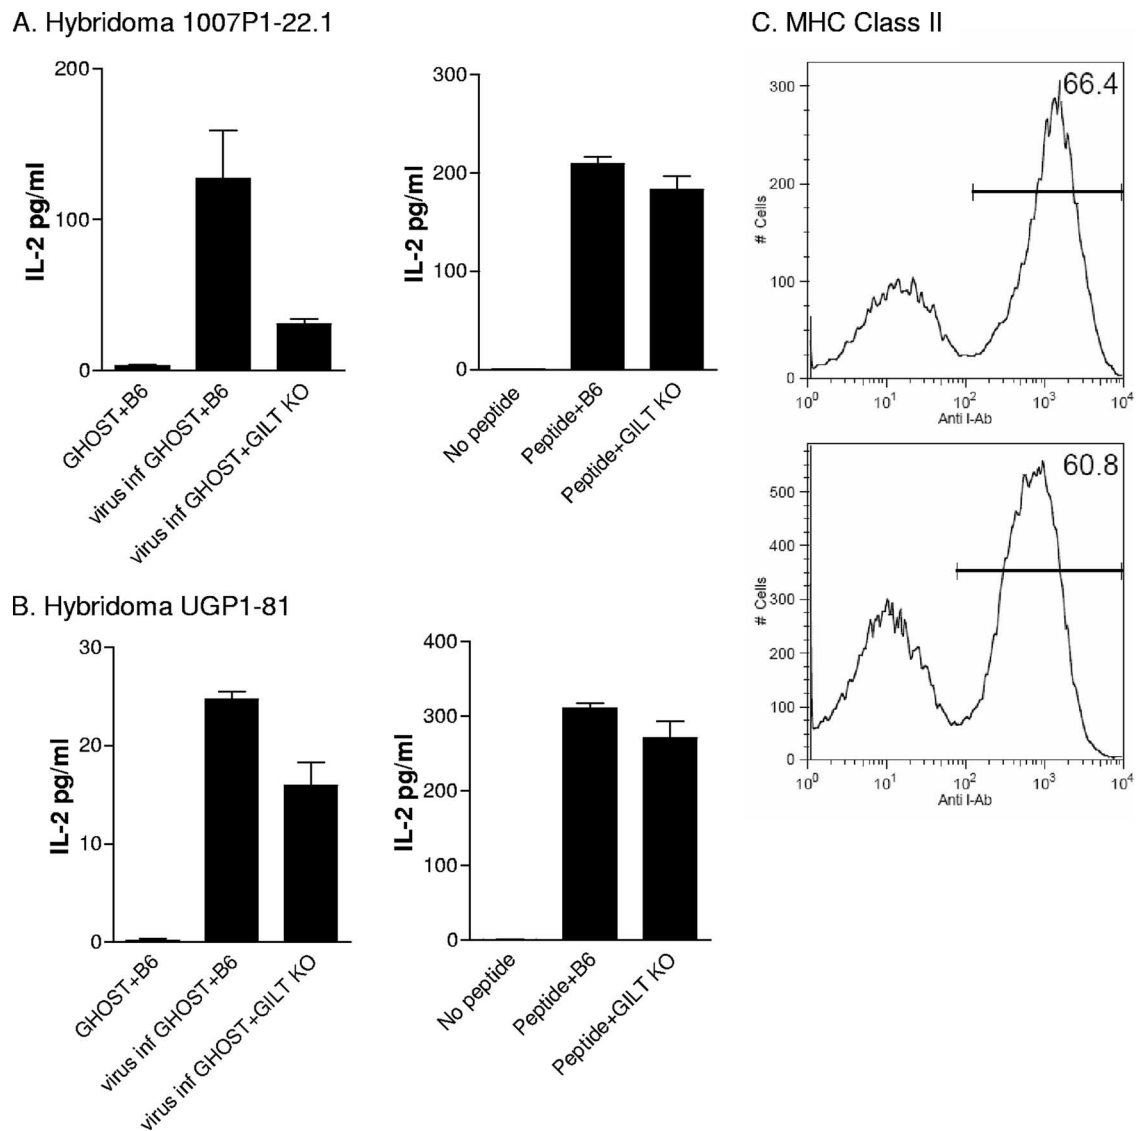 A. Hybridoma 1007P1-22.1
C. MHC Class II
IL-2 pg/ml
200
100
0
GHOST+B6
virus inf GHOST+B6
virus inf GHOST+GILT KO
IL-2 pg/ml
300
200
100
0
No peptide
Peptide+B6
Peptide+GILT KO
66.4
# Cells
300
200
100
0
10^0 10^1 10^2 10^3 10^4
Anti I-Ab
60.8
# Cells
500
400
300
200
100
0
10^0 10^1 10^2 10^3 10^4
Anti I-Ab
B. Hybridoma UGP1-81
IL-2 pg/ml
30
20
10
0
GHOST+B6
virus inf GHOST+B6
virus inf GHOST+GILT KO
IL-2 pg/ml
400
300
200
100
0
No peptide
Peptide+B6
Peptide+GILT KO